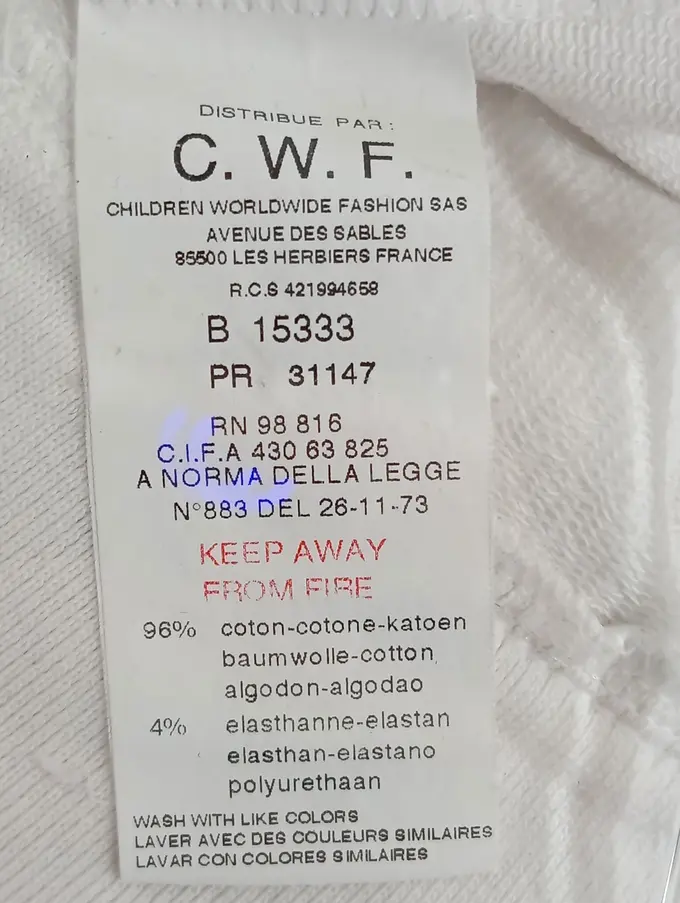 DISTRIBUE PAR:
C. W. F.
CHILDREN WORLDWIDE FASHION SAS
AVENUE DES SABLES
85500 LES HERBIERS FRANCE
R.C.S 421994658
B 15333
PR 31147
RN 98 816
C.I.F.A 430 63 825
A NORMA DELLA LEGGE
N°883 DEL 26-11-73
KEEP AWAY
FROM FIRE
96% coton-cotone-katoen
baumwolle-cotton
algodon-algodao
4% elasthanne-elastan
elasthan-elastano
polyurethaan
WASH WITH LIKE COLORS
LAVER AVEC DES COULEURS SIMILAIRES
LAVAR CON COLORES SIMILAIRES